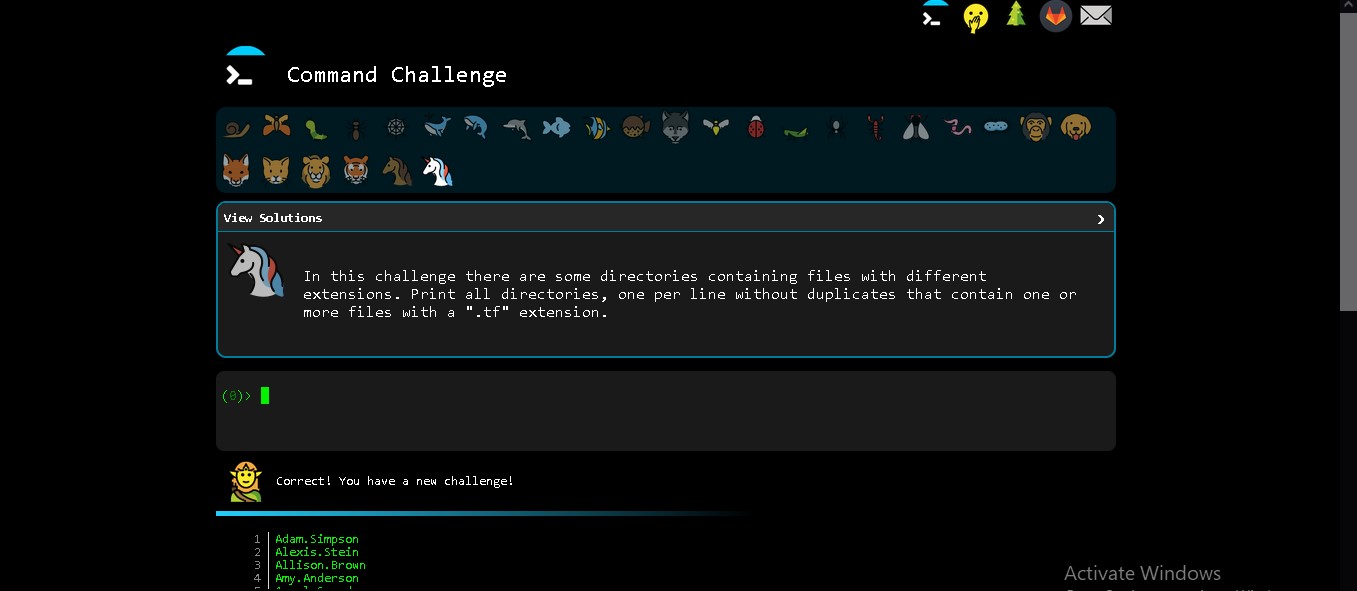 Command Challenge
View Solutions
In this challenge there are some directories containing files with different
extensions. Print all directories, one per line without duplicates that contain one or
more files with a ".tf" extension.
(0)>
Correct! You have a new challenge!
1 Adam.Simpson
2 Alexis.Stein
3 Allison.Brown
4 Amy.Anderson
Activate Windows